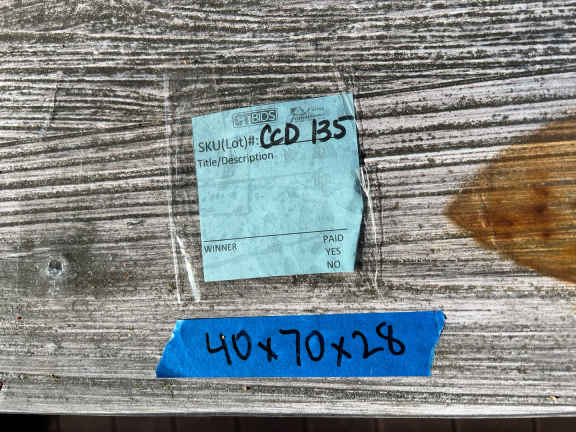 CTBIDS
SKU(Lot)#: CCD 135
Title/Description
WINNER
PAID
YES
NO
40x70x28